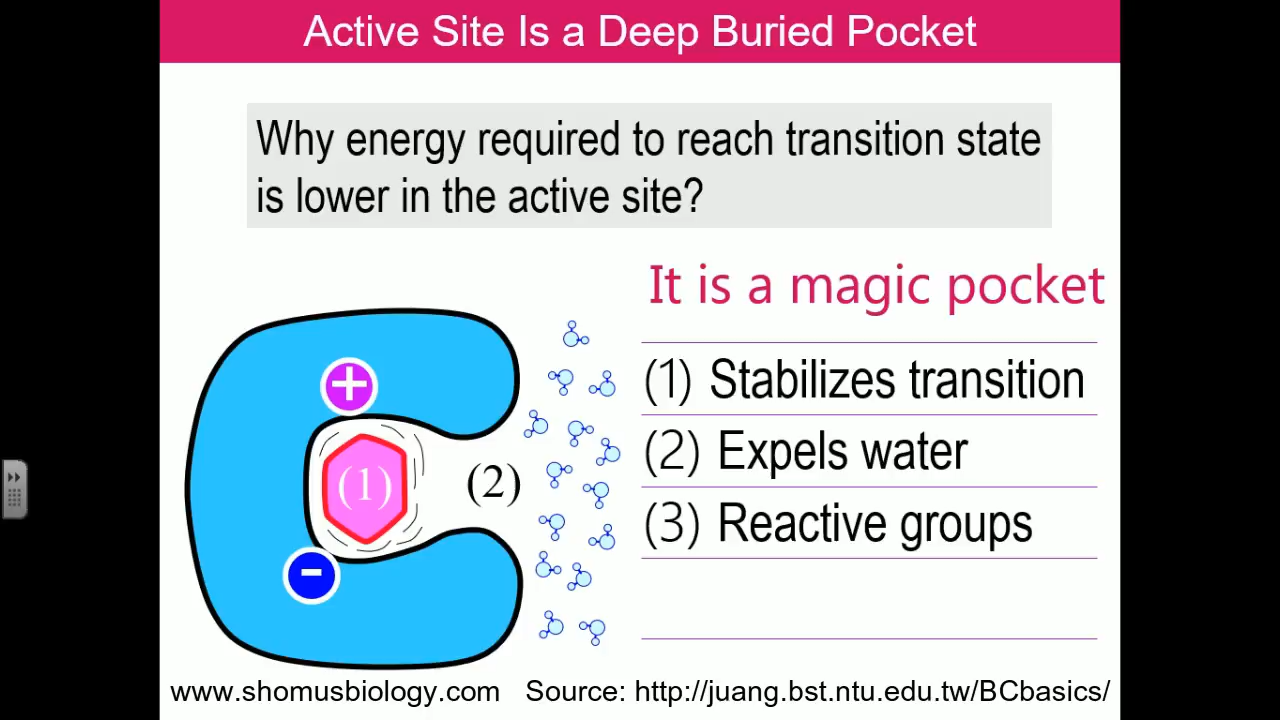 Active Site Is a Deep Buried Pocket
Why energy required to reach transition state
is lower in the active site?
It is a magic pocket
(1) Stabilizes transition
(2) Expels water
(3) Reactive groups
+
(1)
(2)
-
www.shomusbiology.com Source: http://juang.bst.ntu.edu.tw/BCbasics/